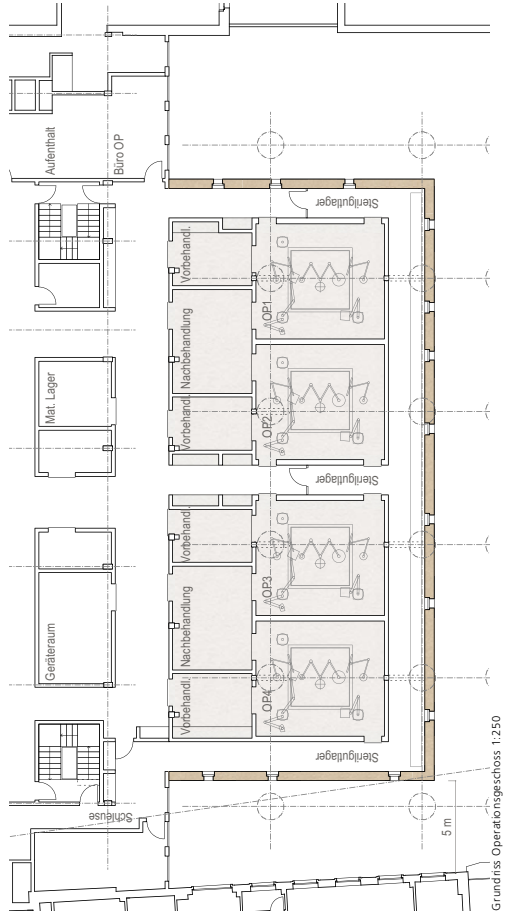 Aufenthalt
Büro OP
Sterilgutlager
Vorbehandl.
OP1
Nachbehandlung
Mat. Lager
Vorbehandl.
OP2
Sterilgutlager
Vorbehandl.
OP3
Nachbehandlung
Geräteraum
Vorbehandl.
OP4
Sterilgutlager
Schleuse
5 m
Grundriss Operationsgeschoss 1:250